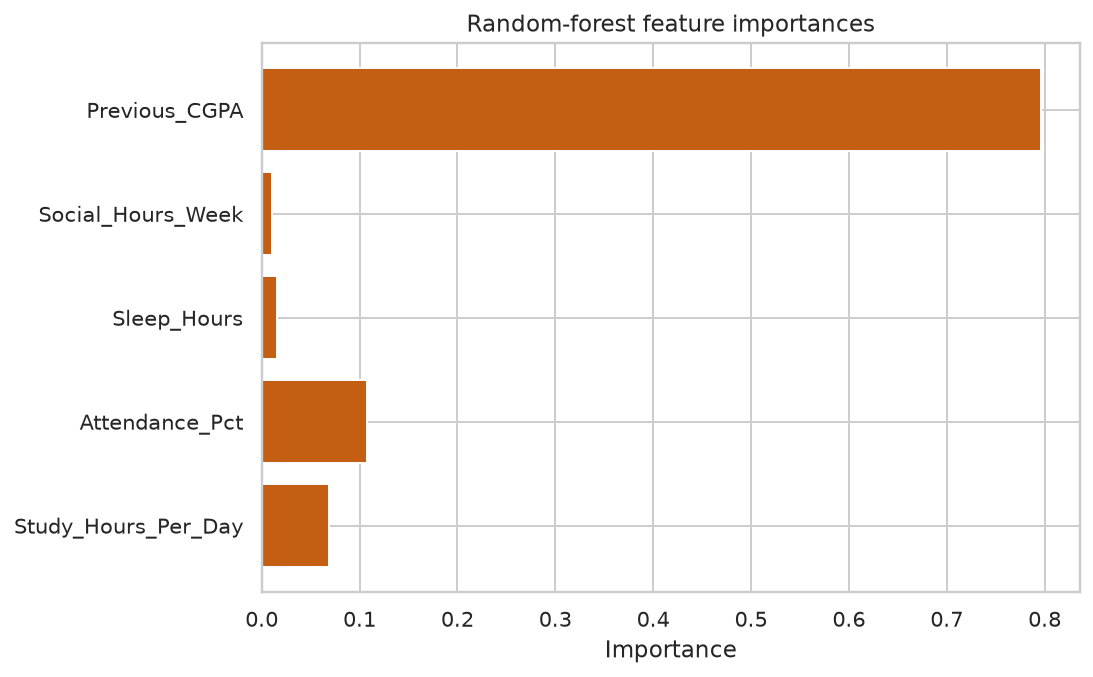 Random-forest feature importances
Previous_CGPA
Social_Hours_Week
Sleep_Hours
Attendance_Pct
Study_Hours_Per_Day
0.0 0.1 0.2 0.3 0.4 0.5 0.6 0.7 0.8
Importance